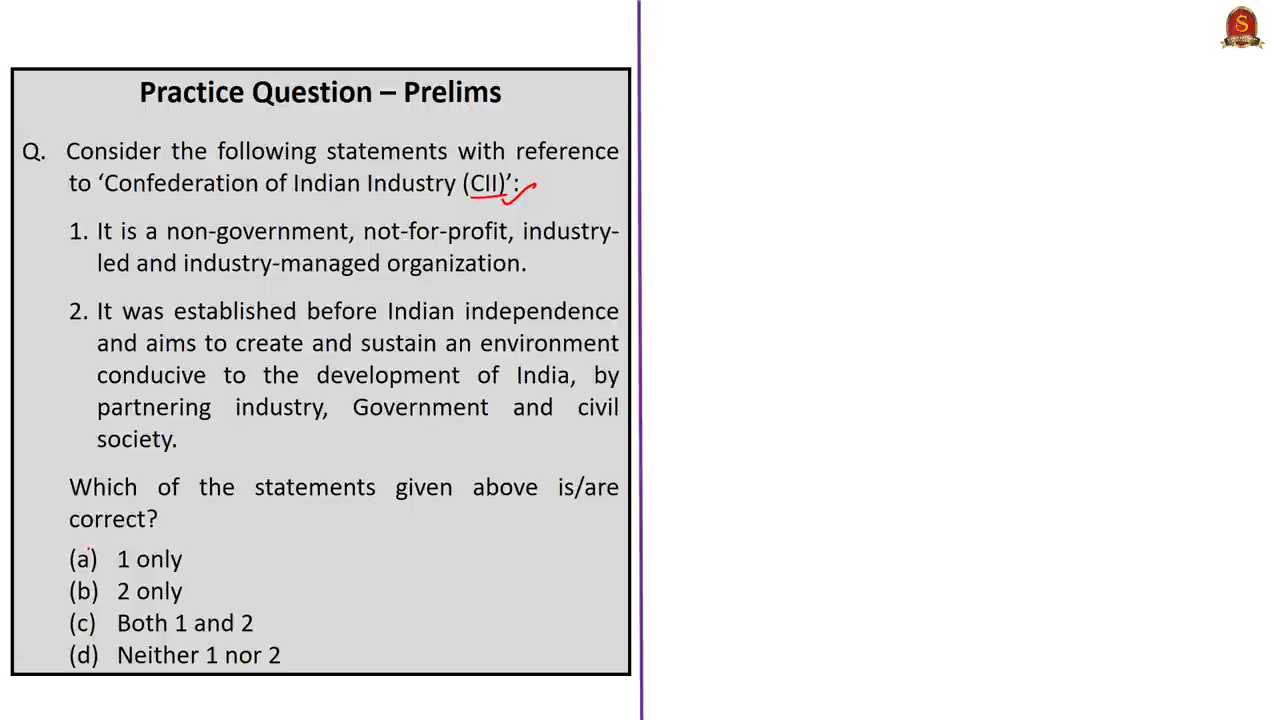 Practice Question – Prelims
Q. Consider the following statements with reference
to ‘Confederation of Indian Industry (CII)’:
1. It is a non-government, not-for-profit, industry-
led and industry-managed organization.
2. It was established before Indian independence
and aims to create and sustain an environment
conducive to the development of India, by
partnering industry, Government and civil
society.
Which of the statements given above is/are
correct?
(a) 1 only
(b) 2 only
(c) Both 1 and 2
(d) Neither 1 nor 2
S